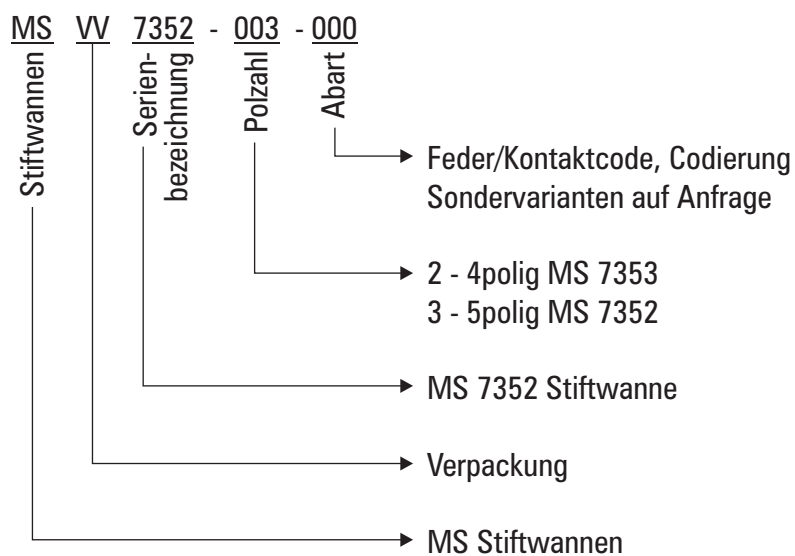 MS VV 7352 - 003 - 000
Stiftwannen
Serien-
bezeichnung
Polzahl
Abart
Feder/Kontaktcode, Codierung
Sondervarianten auf Anfrage
2 - 4polig MS 7353
3 - 5polig MS 7352
MS 7352 Stiftwanne
Verpackung
MS Stiftwannen